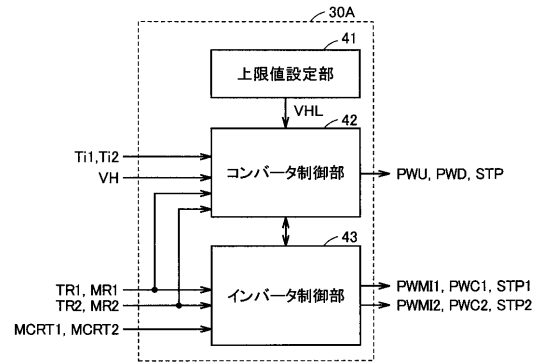 30A
41
上限値設定部
VHL
42
Ti1,Ti2
VH
コンバータ制御部
PWU, PWD, STP
43
TR1, MR1
TR2, MR2
MCRT1, MCRT2
インバータ制御部
PWMI1, PWC1, STP1
PWMI2, PWC2, STP2